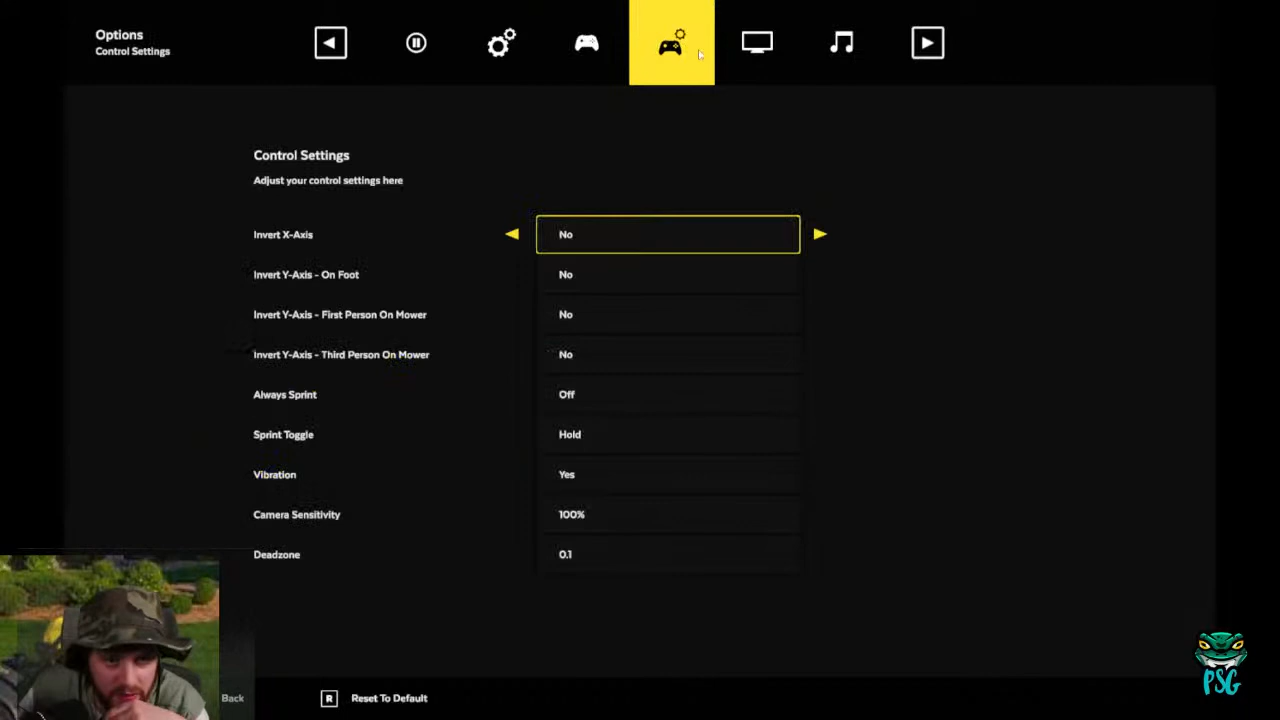 Options
Control Settings
Control Settings
Adjust your control settings here
Invert X-Axis No
Invert Y-Axis - On Foot No
Invert Y-Axis - First Person On Mower No
Invert Y-Axis - Third Person On Mower No
Always Sprint Off
Sprint Toggle Hold
Vibration Yes
Camera Sensitivity 100%
Deadzone 0.1
Back
R Reset To Default
PSG